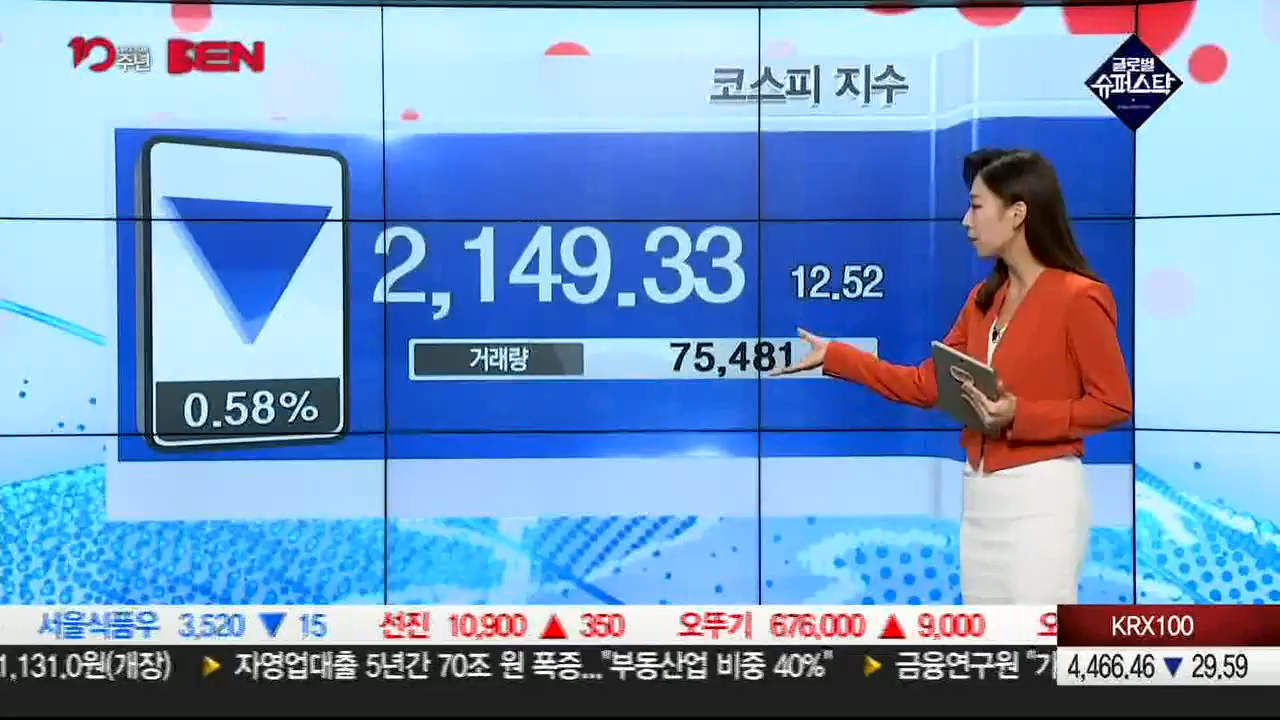 10주년 SEN
코스피 지수
글로벌
슈퍼스타
2,149.33 12.52
거래량 75,481
0.58%
서울식품우 3,520 ▼ 15 선진 10,900 ▲ 350 오뚜기 676,000 ▲ 9,000
KRX100
1,131.0원(개장) ▶ 자영업대출 5년간 70조 원 폭증..."부동산업 비중 40%" ▶ 금융연구원 "기
4,466.46 ▼ 29.59